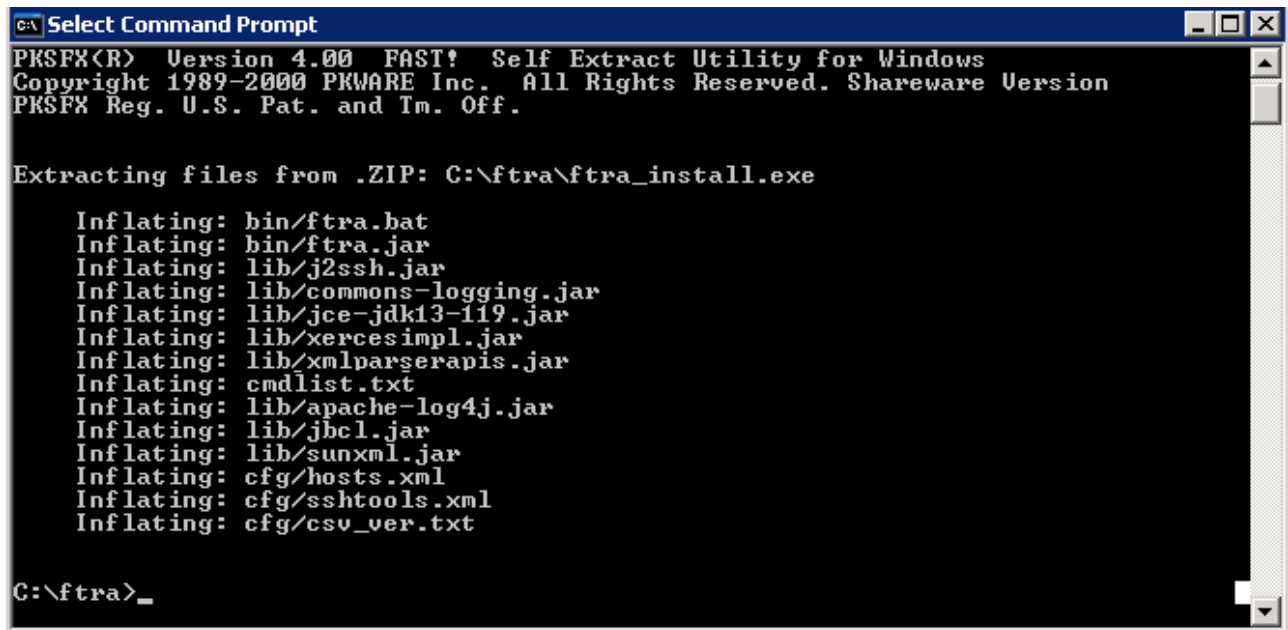 Select Command Prompt
PKSFX(R)  Version 4.00  FAST!  Self Extract Utility for Windows
Copyright 1989-2000 PKWARE Inc.  All Rights Reserved. Shareware Version
PKSFX Reg. U.S. Pat. and Tm. Off.
Extracting files from .ZIP: C:\ftra\ftra_install.exe
Inflating: bin/ftra.bat
Inflating: bin/ftra.jar
Inflating: lib/j2ssh.jar
Inflating: lib/commons-logging.jar
Inflating: lib/jce-jdk13-119.jar
Inflating: lib/xercesimpl.jar
Inflating: lib/xmlparserapis.jar
Inflating: cmdlist.txt
Inflating: lib/apache-log4j.jar
Inflating: lib/jbcl.jar
Inflating: lib/sunxml.jar
Inflating: cfg/hosts.xml
Inflating: cfg/sshtools.xml
Inflating: cfg/csv_ver.txt
C:\ftra>_